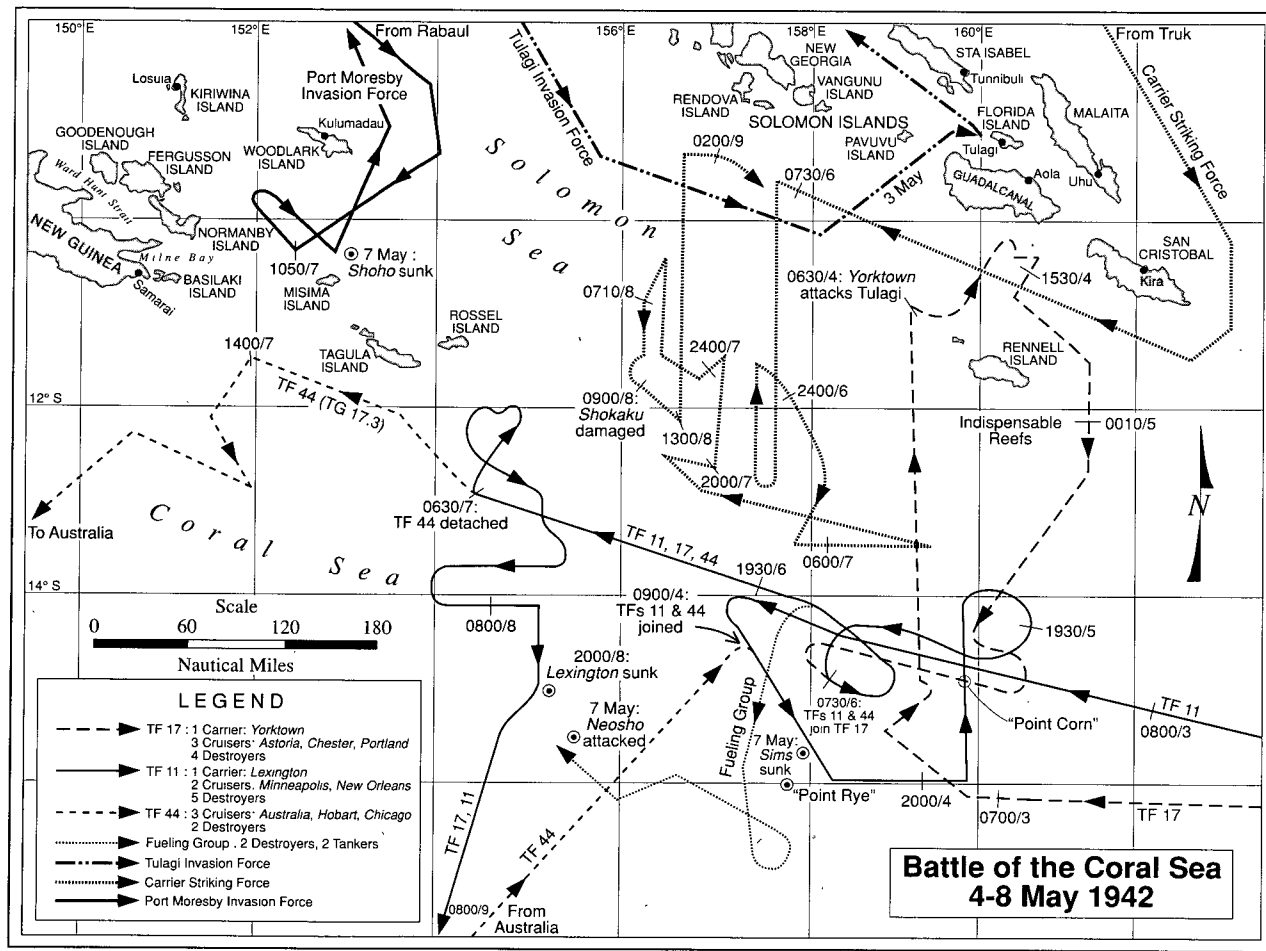 150° E
152°
From Rabaul
156°
158°
160°E
From Truk
Losuia
KIRIWINA
ISLAND
Port Moresby
Invasion Force
Tulagi Invasion Force
NEW
GEORGIA
STA ISABEL
Tunnibuli
Carrier Striking Force
GOODENOUGH
ISLAND
FERGUSSON
ISLAND
Kulumadau
WOODLARK
ISLAND
RENDOVA
ISLAND
VANGUNU
ISLAND
SOLOMON ISLANDS
PAVUVU
ISLAND
FLORIDA
ISLAND
Tulagi
MALAITA
Ward Hunt Strait
Solomon
Sea
0200/9
0730/6
3 May
GUADALCANAL
Aola
Uhu
NEW GUINEA
NORMANBY
ISLAND
Milne Bay
BASILAKI
ISLAND
Samarai
1050/7
7 May :
Shoho sunk
MISIMA
ISLAND
0710/8
0630/4: Yorktown
attacks Tulagi
1530/4
SAN
CRISTOBAL
Kira
ROSSEL
ISLAND
TAGULA
ISLAND
1400/7
TF 44 (TG 17.3)
2400/7
2400/6
RENNELL
ISLAND
12° S
0900/8:
Shokaku
damaged
1300/8
2000/7
Indispensable
Reefs
0010/5
N
0630/7:
TF 44 detached
To Australia
Coral Sea
TF 11, 17, 44
0600/7
14° S
1930/6
0900/4:
TFs 11 & 44
joined
1930/5
0800/8
Scale
0 60 120 180
Nautical Miles
2000/8:
Lexington sunk
7 May:
Neosho
attacked
Fueling Group
0730/6:
TFs 11 & 44
join TF 17
7 May:
Sims
sunk
"Point Rye"
"Point Corn"
TF 11
0800/3
2000/4
0700/3
TF 17
TF 17, 11
TF 44
0800/9
From
Australia
LEGEND
TF 17 : 1 Carrier: Yorktown
3 Cruisers: Astoria, Chester, Portland
4 Destroyers
TF 11 : 1 Carrier: Lexington
2 Cruisers. Minneapolis, New Orleans
5 Destroyers
TF 44 : 3 Cruisers: Australia, Hobart, Chicago
2 Destroyers
Fueling Group . 2 Destroyers, 2 Tankers
Tulagi Invasion Force
Carrier Striking Force
Port Moresby Invasion Force
Battle of the Coral Sea
4-8 May 1942